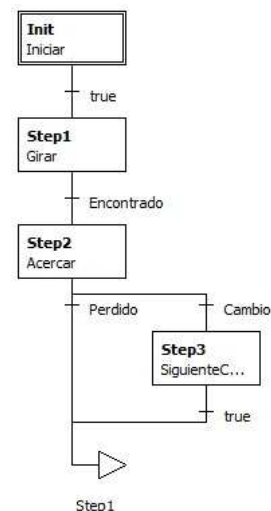 Init
Iniciar
true
Step1
Girar
Encontrado
Step2
Acercar
Perdido
Cambio
Step3
SiguienteC...
true
Step1